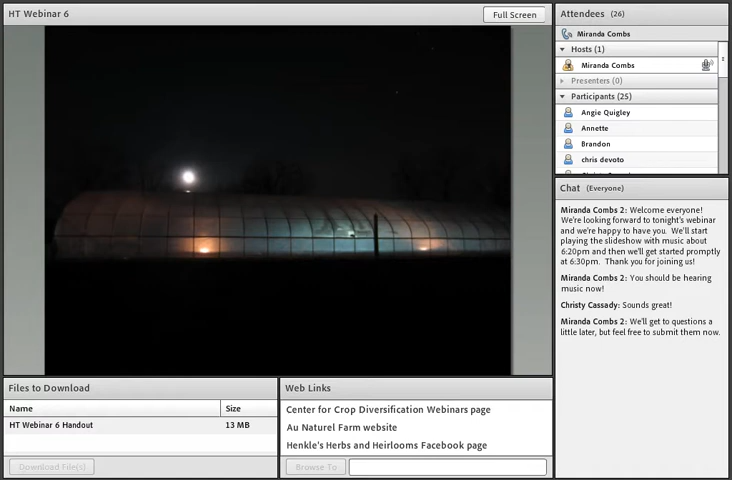 HT Webinar 6
Full Screen
Files to Download
Name Size
HT Webinar 6 Handout 13 MB
Download File(s)
Web Links
Center for Crop Diversification Webinars page
Au Naturel Farm website
Henkle's Herbs and Heirlooms Facebook page
Browse To
Attendees (26)
Miranda Combs
Hosts (1)
Miranda Combs
Presenters (0)
Participants (25)
Angie Quigley
Annette
Brandon
chris devoto
Chat (Everyone)
Miranda Combs 2: Welcome everyone!
We're looking forward to tonight's webinar
and we're happy to have you. We'll start
playing the slideshow with music about
6:20pm and then we'll get started promptly
at 6:30pm. Thank you for joining us!
Miranda Combs 2: You should be hearing
music now!
Christy Cassady: Sounds great!
Miranda Combs 2: We'll get to questions a
little later, but feel free to submit them now.